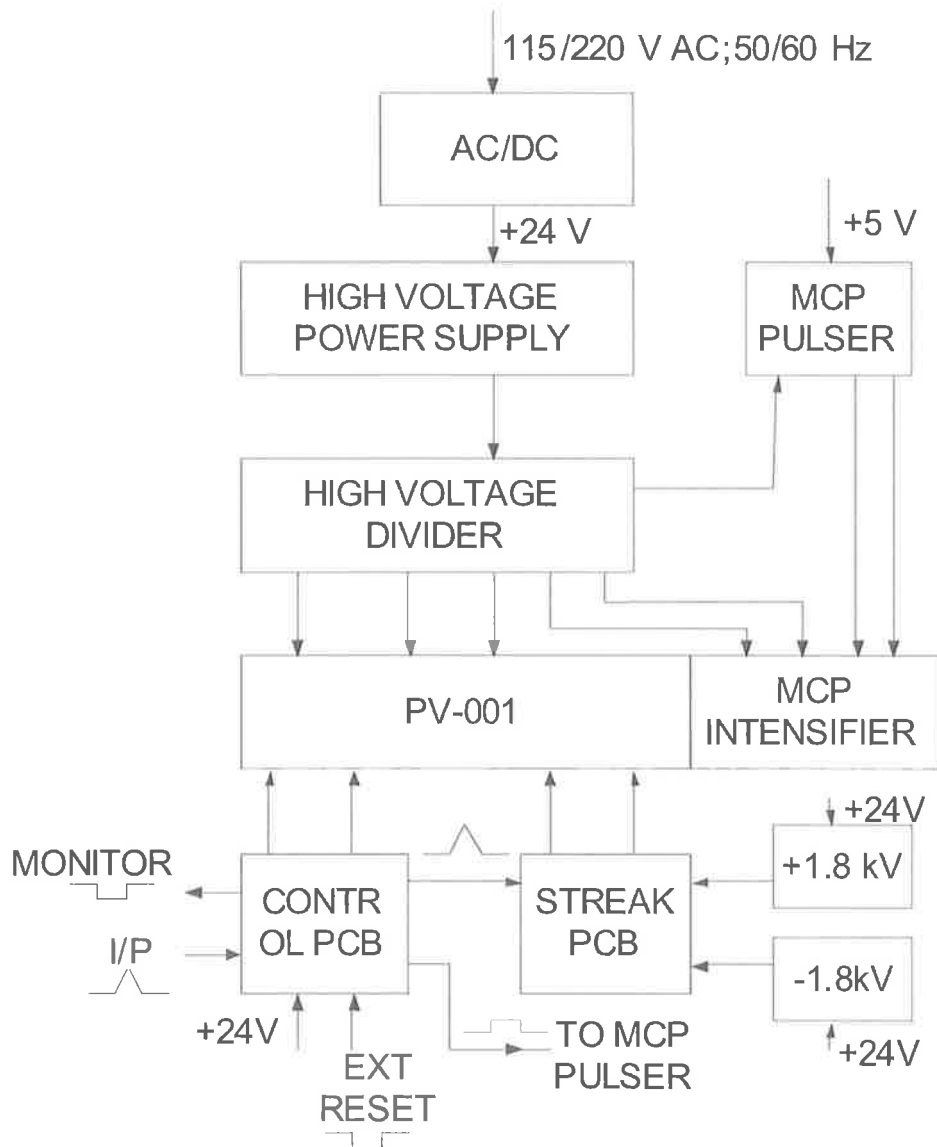 115/220 V AC;50/60 Hz
AC/DC
+24 V
+5 V
HIGH VOLTAGE
POWER SUPPLY
MCP
PULSER
HIGH VOLTAGE
DIVIDER
PV-001
MCP
INTENSIFIER
+24V
MONITOR
CONTR
OL PCB
STREAK
PCB
+1.8 kV
I/P
-1.8kV
+24V
TO MCP
PULSER
+24V
EXT
RESET